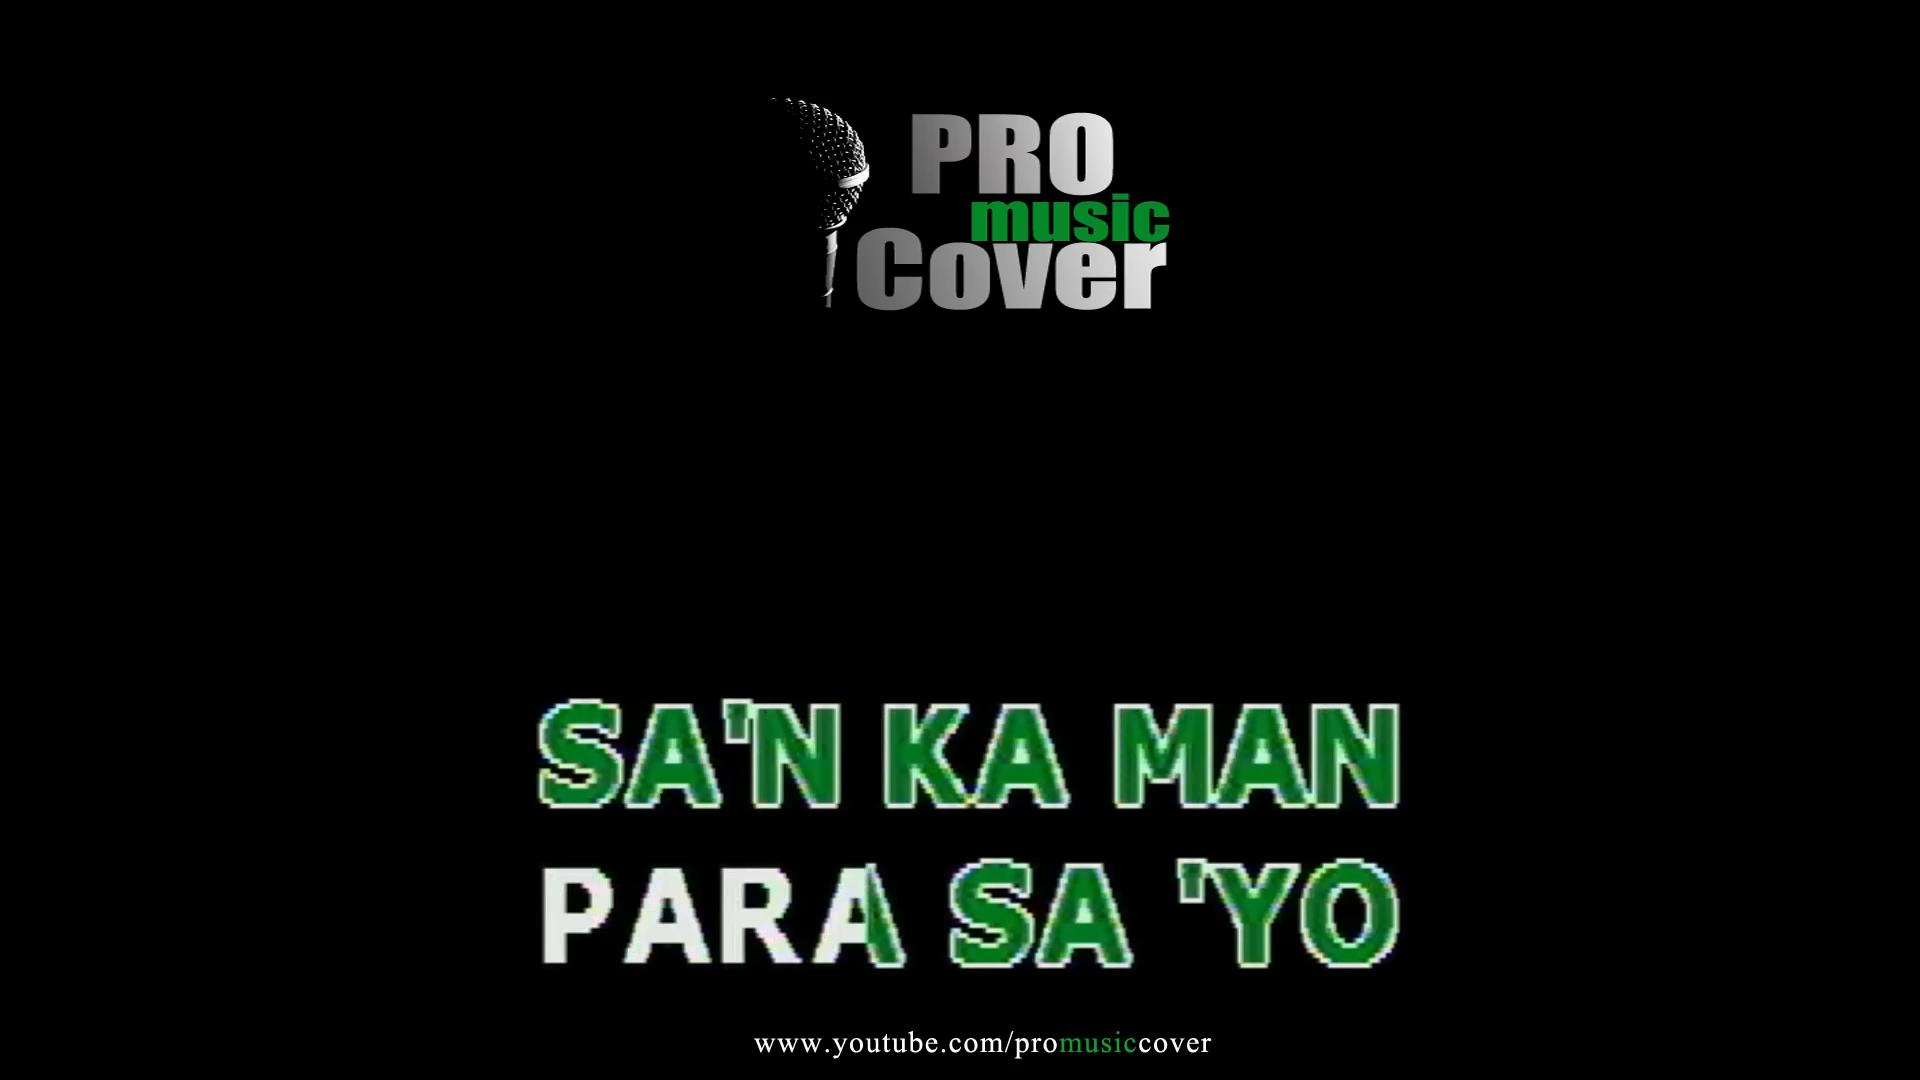 PRO
music
Cover
SA'N KA MAN
PARA SA 'YO
www.youtube.com/promusiccover